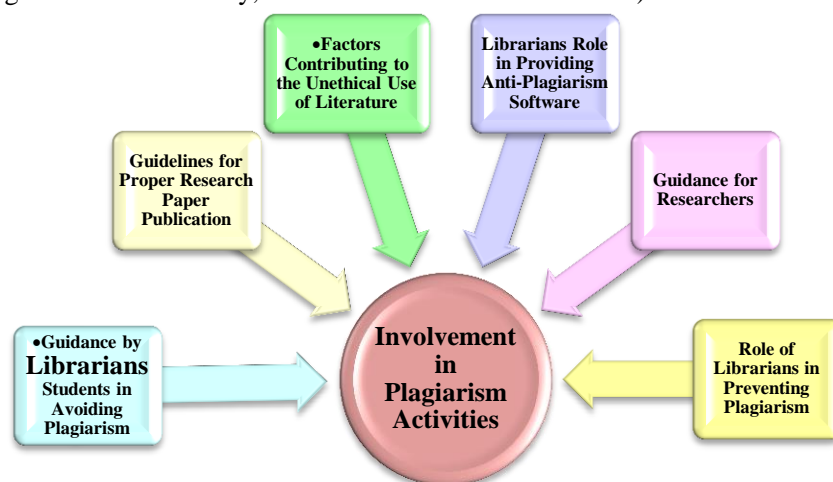 •Factors
Contributing to
the Unethical Use
of Literature
Librarians Role
in Providing
Anti-Plagiarism
Software
Guidelines for
Proper Research
Paper
Publication
Guidance for
Researchers
•Guidance by
Librarians
Students in
Avoiding
Plagiarism
Involvement
in
Plagiarism
Activities
Role of
Librarians in
Preventing
Plagiarism